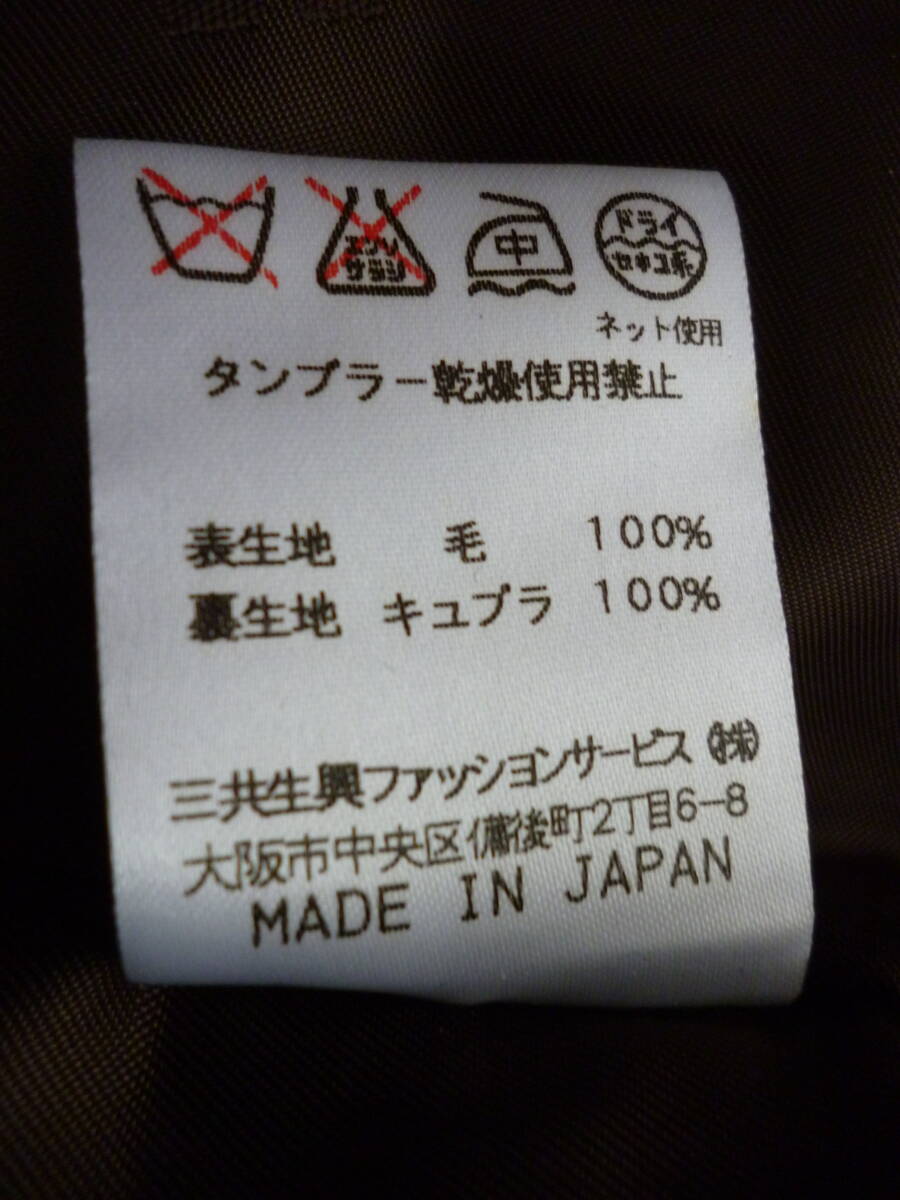 エンソ
サラシ
中
ドライ
セキユ系
ネット使用
タンブラー乾燥使用禁止
表生地 毛 100%
裏生地 キュプラ 100%
三共生興ファッションサービス㈱
大阪市中央区備後町2丁目6-8
MADE IN JAPAN